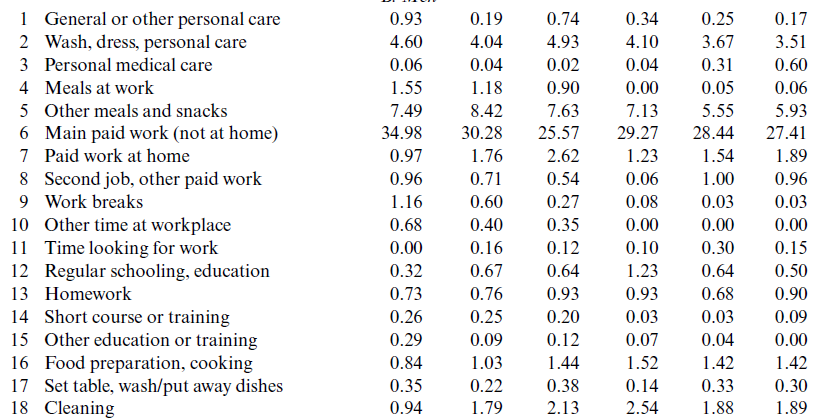 B. Men
1 General or other personal care 0.93 0.19 0.74 0.34 0.25 0.17
2 Wash, dress, personal care 4.60 4.04 4.93 4.10 3.67 3.51
3 Personal medical care 0.06 0.04 0.02 0.04 0.31 0.60
4 Meals at work 1.55 1.18 0.90 0.00 0.05 0.06
5 Other meals and snacks 7.49 8.42 7.63 7.13 5.55 5.93
6 Main paid work (not at home) 34.98 30.28 25.57 29.27 28.44 27.41
7 Paid work at home 0.97 1.76 2.62 1.23 1.54 1.89
8 Second job, other paid work 0.96 0.71 0.54 0.06 1.00 0.96
9 Work breaks 1.16 0.60 0.27 0.08 0.03 0.03
10 Other time at workplace 0.68 0.40 0.35 0.00 0.00 0.00
11 Time looking for work 0.00 0.16 0.12 0.10 0.30 0.15
12 Regular schooling, education 0.32 0.67 0.64 1.23 0.64 0.50
13 Homework 0.73 0.76 0.93 0.93 0.68 0.90
14 Short course or training 0.26 0.25 0.20 0.03 0.03 0.09
15 Other education or training 0.29 0.09 0.12 0.07 0.04 0.00
16 Food preparation, cooking 0.84 1.03 1.44 1.52 1.42 1.42
17 Set table, wash/put away dishes 0.35 0.22 0.38 0.14 0.33 0.30
18 Cleaning 0.94 1.79 2.13 2.54 1.88 1.89